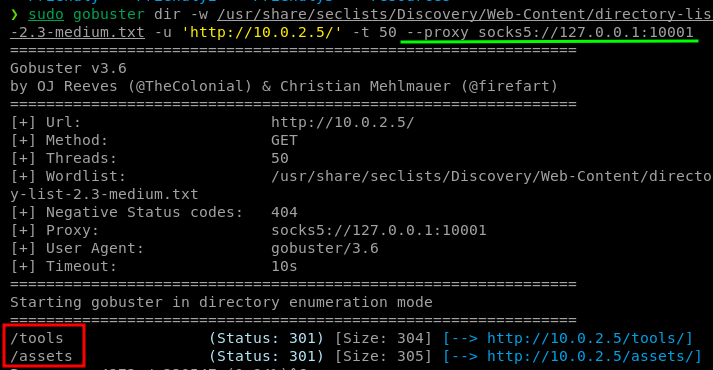 ❯ sudo gobuster dir -w /usr/share/seclists/Discovery/Web-Content/directory-lis
-2.3-medium.txt -u 'http://10.0.2.5/' -t 50 --proxy socks5://127.0.0.1:10001
===============================================================
Gobuster v3.6
by OJ Reeves (@TheColonial) & Christian Mehlmauer (@firefart)
===============================================================
[+] Url:                     http://10.0.2.5/
[+] Method:                  GET
[+] Threads:                 50
[+] Wordlist:                /usr/share/seclists/Discovery/Web-Content/directo
y-list-2.3-medium.txt
[+] Negative Status codes:   404
[+] Proxy:                   socks5://127.0.0.1:10001
[+] User Agent:              gobuster/3.6
[+] Timeout:                 10s
===============================================================
Starting gobuster in directory enumeration mode
===============================================================
/tools                (Status: 301) [Size: 304] [--> http://10.0.2.5/tools/]
/assets               (Status: 301) [Size: 305] [--> http://10.0.2.5/assets/]